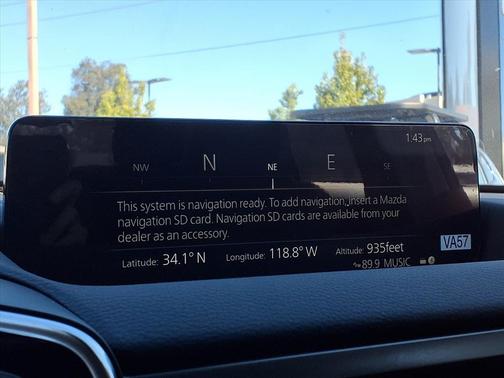 1:43 pm
NW N NE E SE
This system is navigation ready. To add navigation, insert a Mazda
navigation SD card. Navigation SD cards are available from your
dealer as an accessory.
VA57
Latitude: 34.1° N Longitude: 118.8° W Altitude: 935feet
89.9 MUSIC